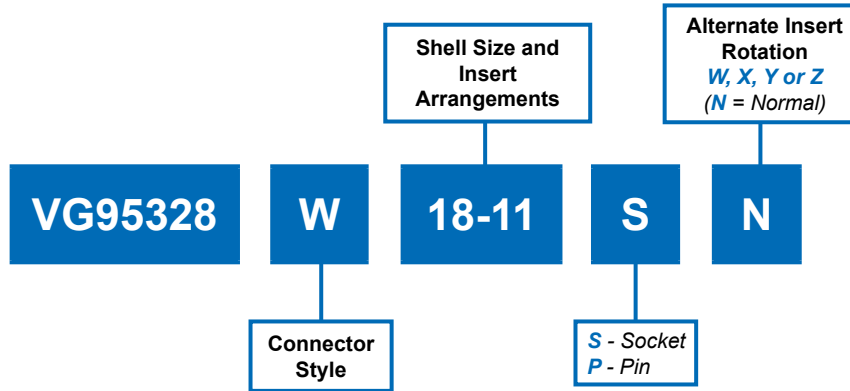 Shell Size and
Insert
Arrangements
Alternate Insert
Rotation
W, X, Y or Z
(N = Normal)
VG95328
W
18-11
S
N
Connector
Style
S - Socket
P - Pin